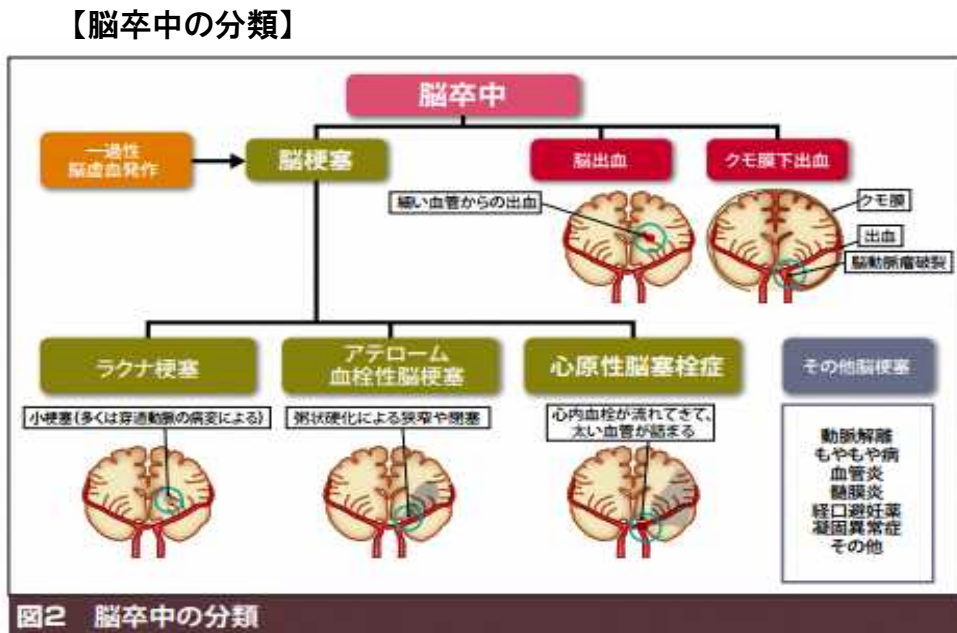 【脳卒中の分類】
脳卒中
一過性
脳虚血発作
脳梗塞
脳出血
クモ膜下出血
細い血管からの出血
クモ膜
出血
脳動脈瘤破裂
ラクナ梗塞
アテローム
血栓性脳梗塞
心原性脳塞栓症
その他脳梗塞
小梗塞(多くは穿通動脈の病変による)
粥状硬化による狭窄や閉塞
心内血栓が流れてきて、
太い血管が詰まる
動脈解離
もやもや病
血管炎
髄膜炎
経口避妊薬
凝固異常症
その他
図2 脳卒中の分類